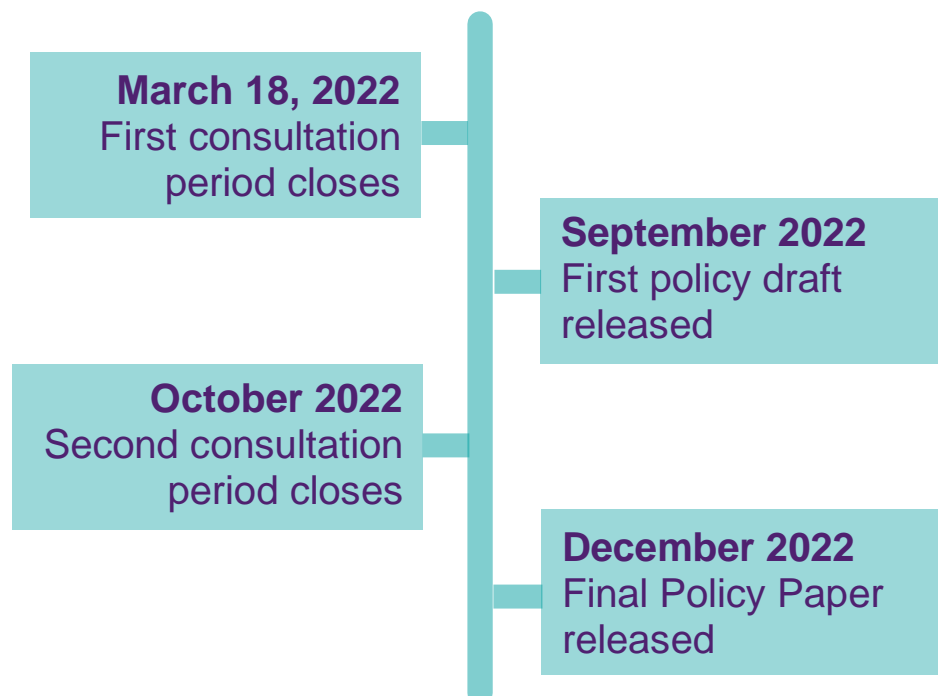 March 18, 2022
First consultation
period closes
September 2022
First policy draft
released
October 2022
Second consultation
period closes
December 2022
Final Policy Paper
released